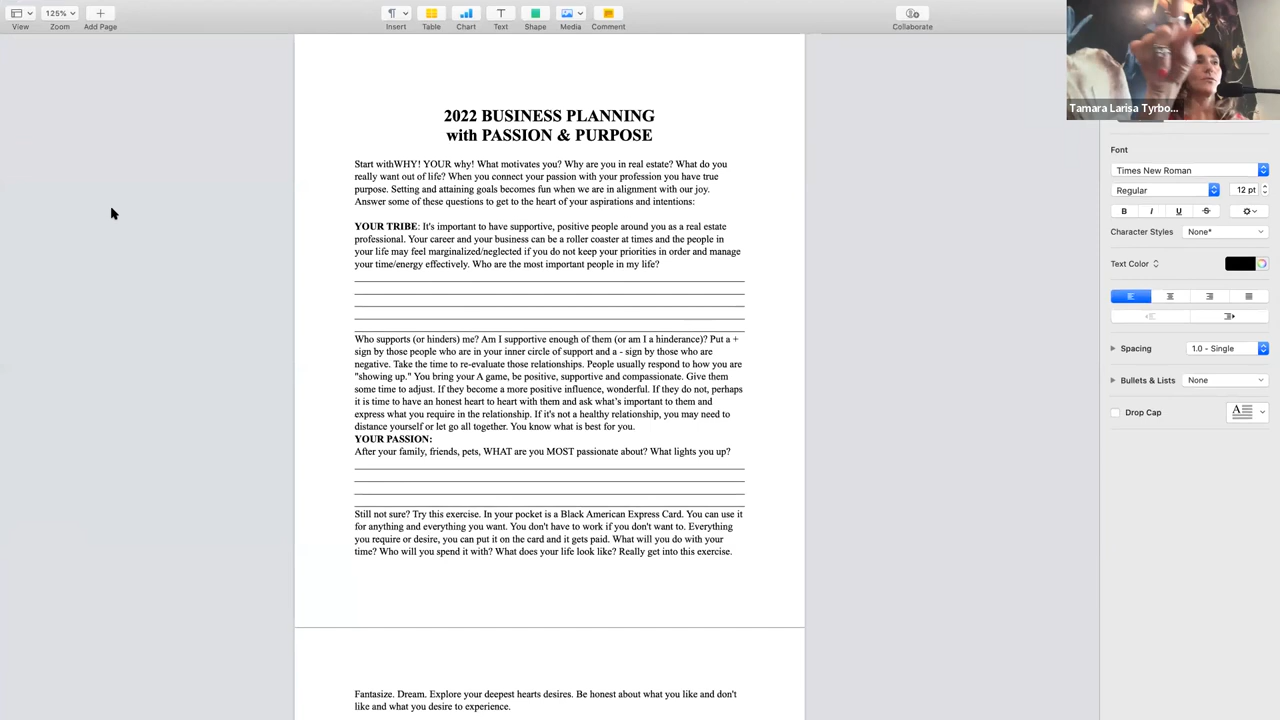 View
125%
Zoom
Add Page
Insert
Table
Chart
T
Text
Shape
Media
Comment
Collaborate
Tamara Larisa Tyrbo...
2022 BUSINESS PLANNING
with PASSION & PURPOSE
Start withWHY! YOUR why! What motivates you? Why are you in real estate? What do you
really want out of life? When you connect your passion with your profession you have true
purpose. Setting and attaining goals becomes fun when we are in alignment with our joy.
Answer some of these questions to get to the heart of your aspirations and intentions:
YOUR TRIBE: It's important to have supportive, positive people around you as a real estate
professional. Your career and your business can be a roller coaster at times and the people in
your life may feel marginalized/neglected if you do not keep your priorities in order and manage
your time/energy effectively. Who are the most important people in my life?
Who supports (or hinders) me? Am I supportive enough of them (or am I a hinderance)? Put a +
sign by those people who are in your inner circle of support and a - sign by those who are
negative. Take the time to re-evaluate those relationships. People usually respond to how you are
"showing up." You bring your A game, be positive, supportive and compassionate. Give them
some time to adjust. If they become a more positive influence, wonderful. If they do not, perhaps
it is time to have an honest heart to heart with them and ask what's important to them and
express what you require in the relationship. If it's not a healthy relationship, you may need to
distance yourself or let go all together. You know what is best for you.
YOUR PASSION:
After your family, friends, pets, WHAT are you MOST passionate about? What lights you up?
Still not sure? Try this exercise. In your pocket is a Black American Express Card. You can use it
for anything and everything you want. You don't have to work if you don't want to. Everything
you require or desire, you can put it on the card and it gets paid. What will you do with your
time? Who will you spend it with? What does your life look like? Really get into this exercise.
Fantasize. Dream. Explore your deepest hearts desires. Be honest about what you like and don't
like and what you desire to experience.
Font
Times New Roman
Regular
12 pt
B I U S
Character Styles
None*
Text Color
Spacing
1.0 - Single
Bullets & Lists
None
Drop Cap
A